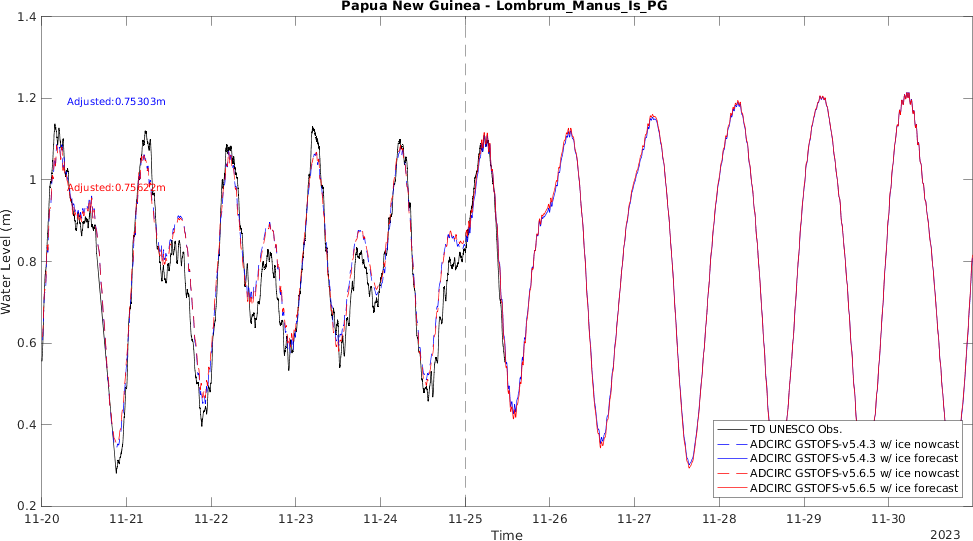 Papua New Guinea - Lombrum_Manus_Is_PG
1.4
1.2
1
0.8
0.6
0.4
0.2
Water Level (m)
Adjusted:0.75303m
Adjusted:0.75622m
TD UNESCO Obs.
ADCIRC GSTOFS-v5.4.3 w/ ice nowcast
ADCIRC GSTOFS-v5.4.3 w/ ice forecast
ADCIRC GSTOFS-v5.6.5 w/ ice nowcast
ADCIRC GSTOFS-v5.6.5 w/ ice forecast
11-20 11-21 11-22 11-23 11-24 11-25 11-26 11-27 11-28 11-29 11-30
Time
2023